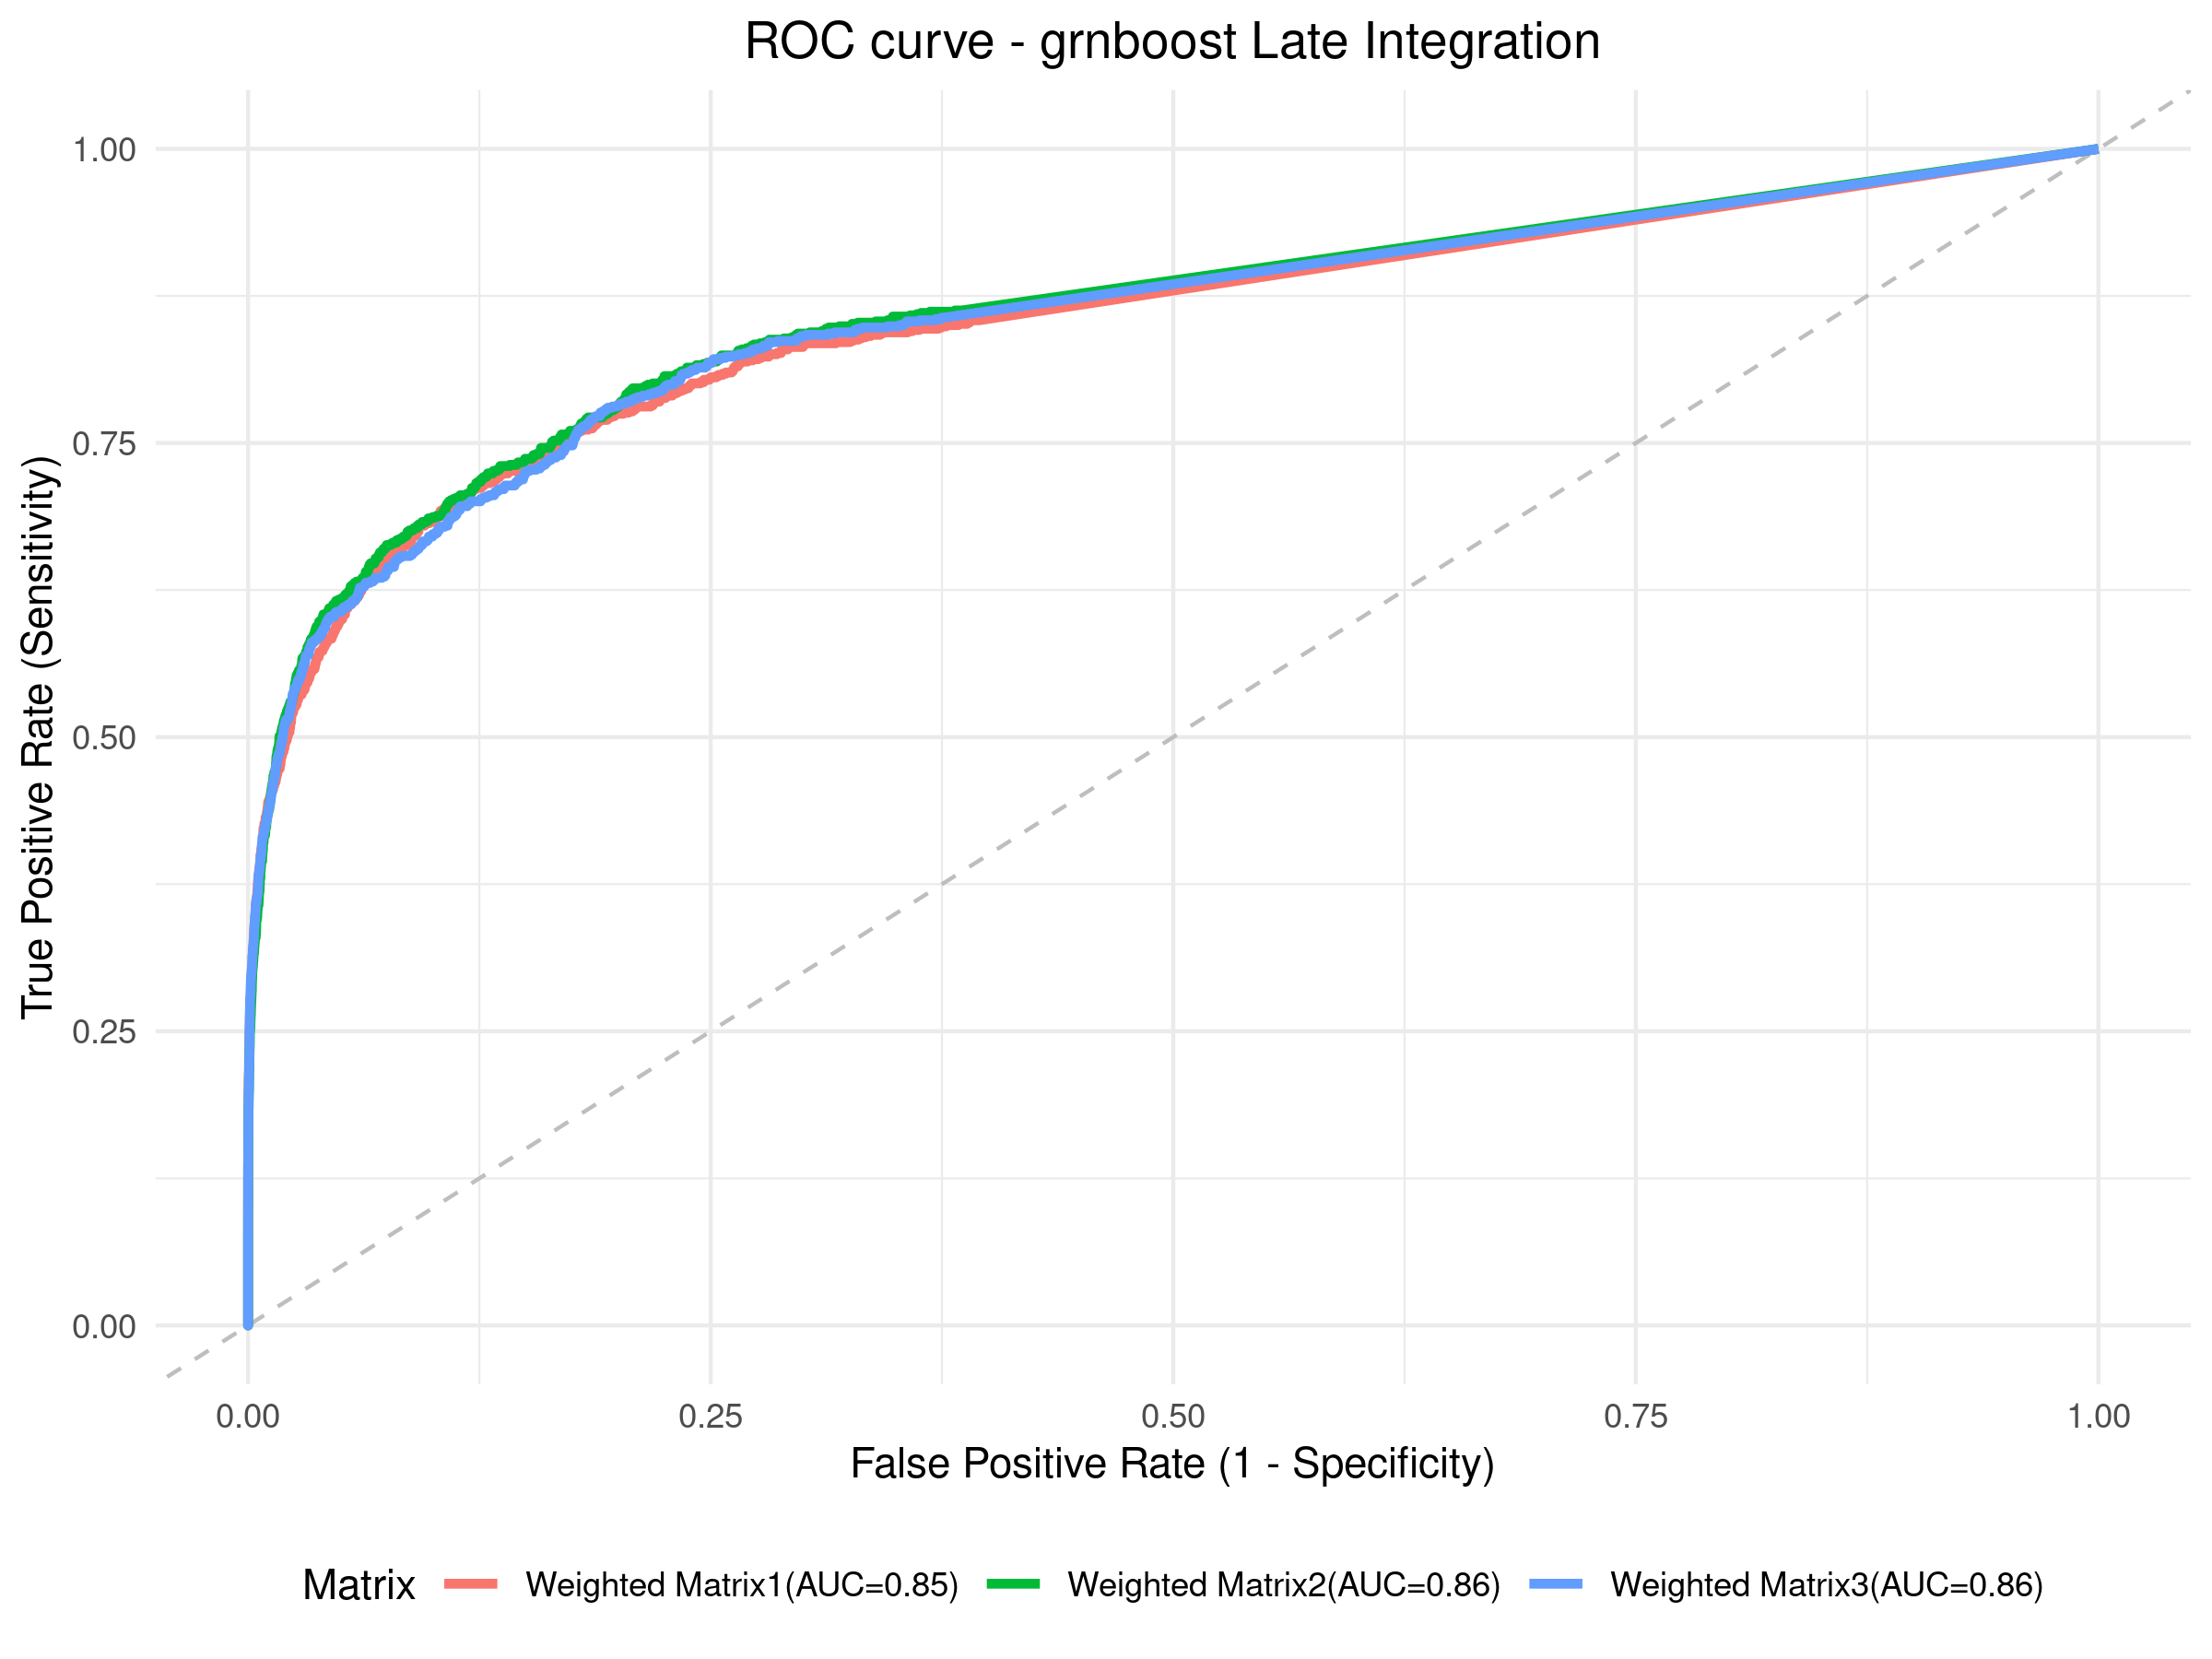 ROC curve - grnboost Late Integration
True Positive Rate (Sensitivity)
1.00
0.75
0.50
0.25
0.00
0.00 0.25 0.50 0.75 1.00
False Positive Rate (1 - Specificity)
Matrix Weighted Matrix1(AUC=0.85) Weighted Matrix2(AUC=0.86) Weighted Matrix3(AUC=0.86)